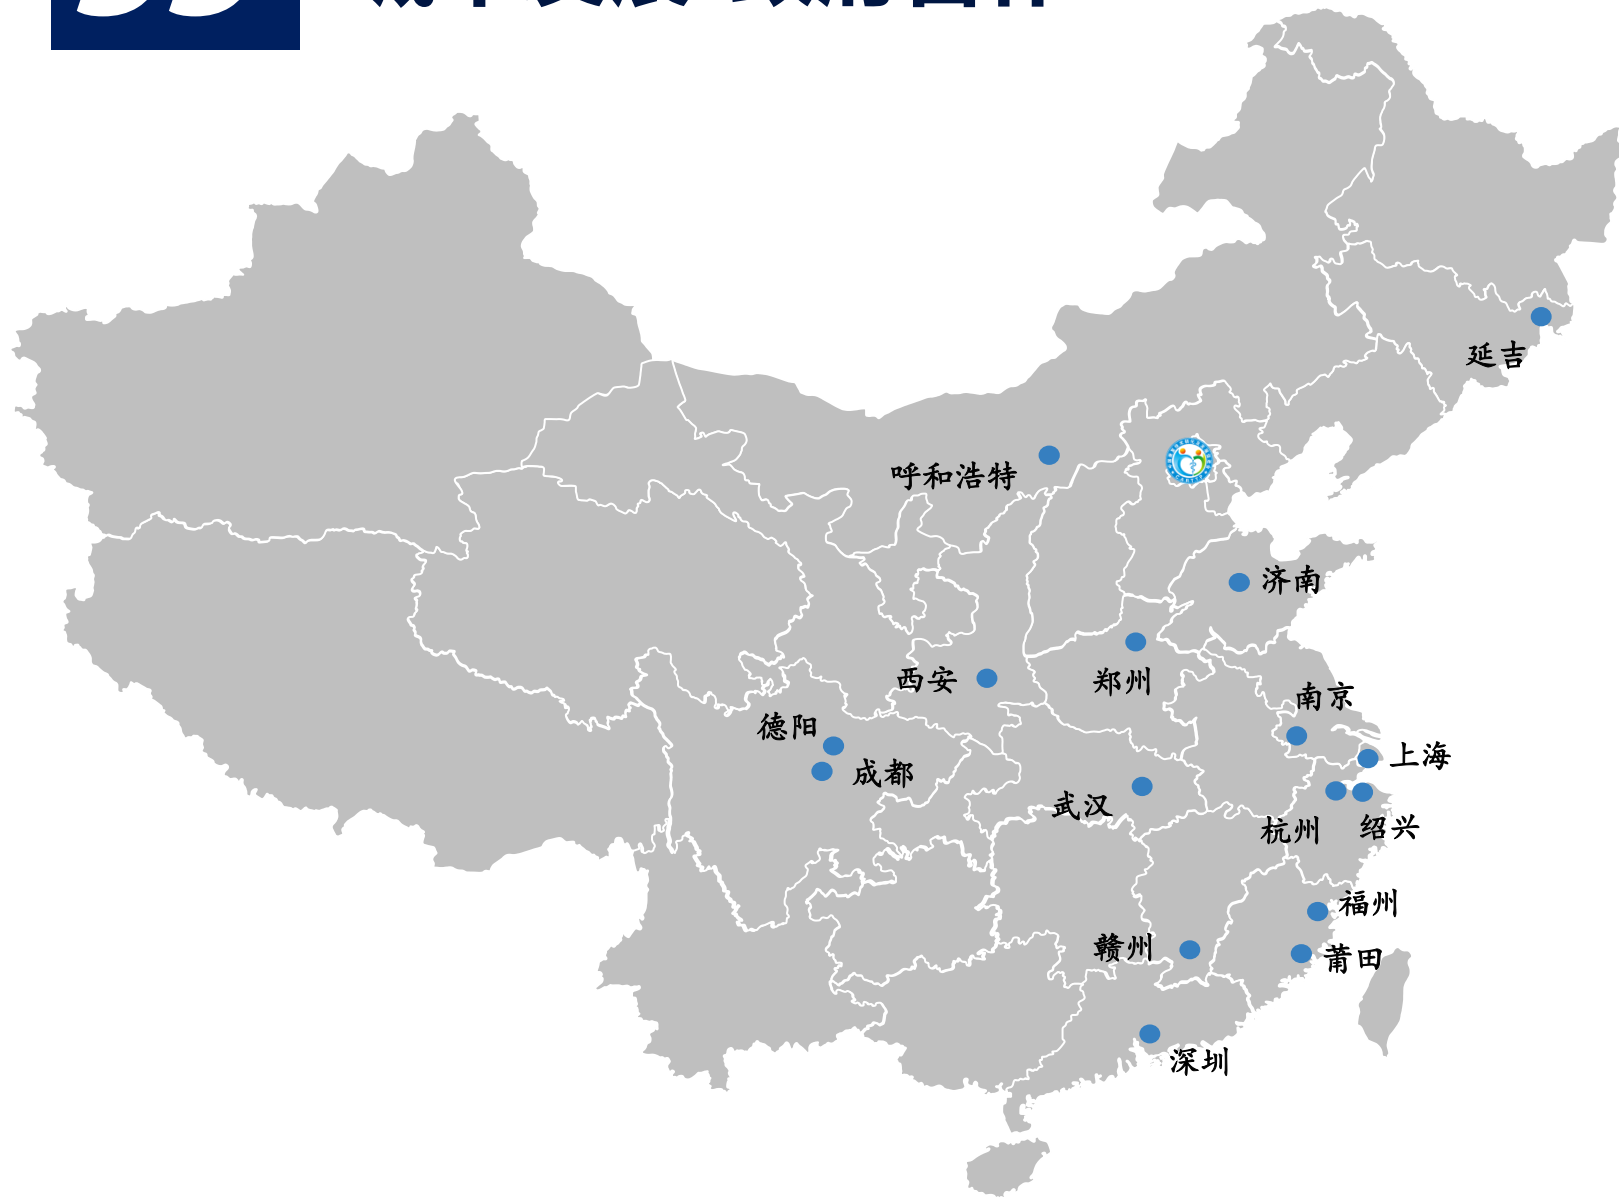 延吉
呼和浩特
济南
西安
郑州
南京
德阳
上海
成都
武汉
杭州
绍兴
福州
赣州
莆田
深圳